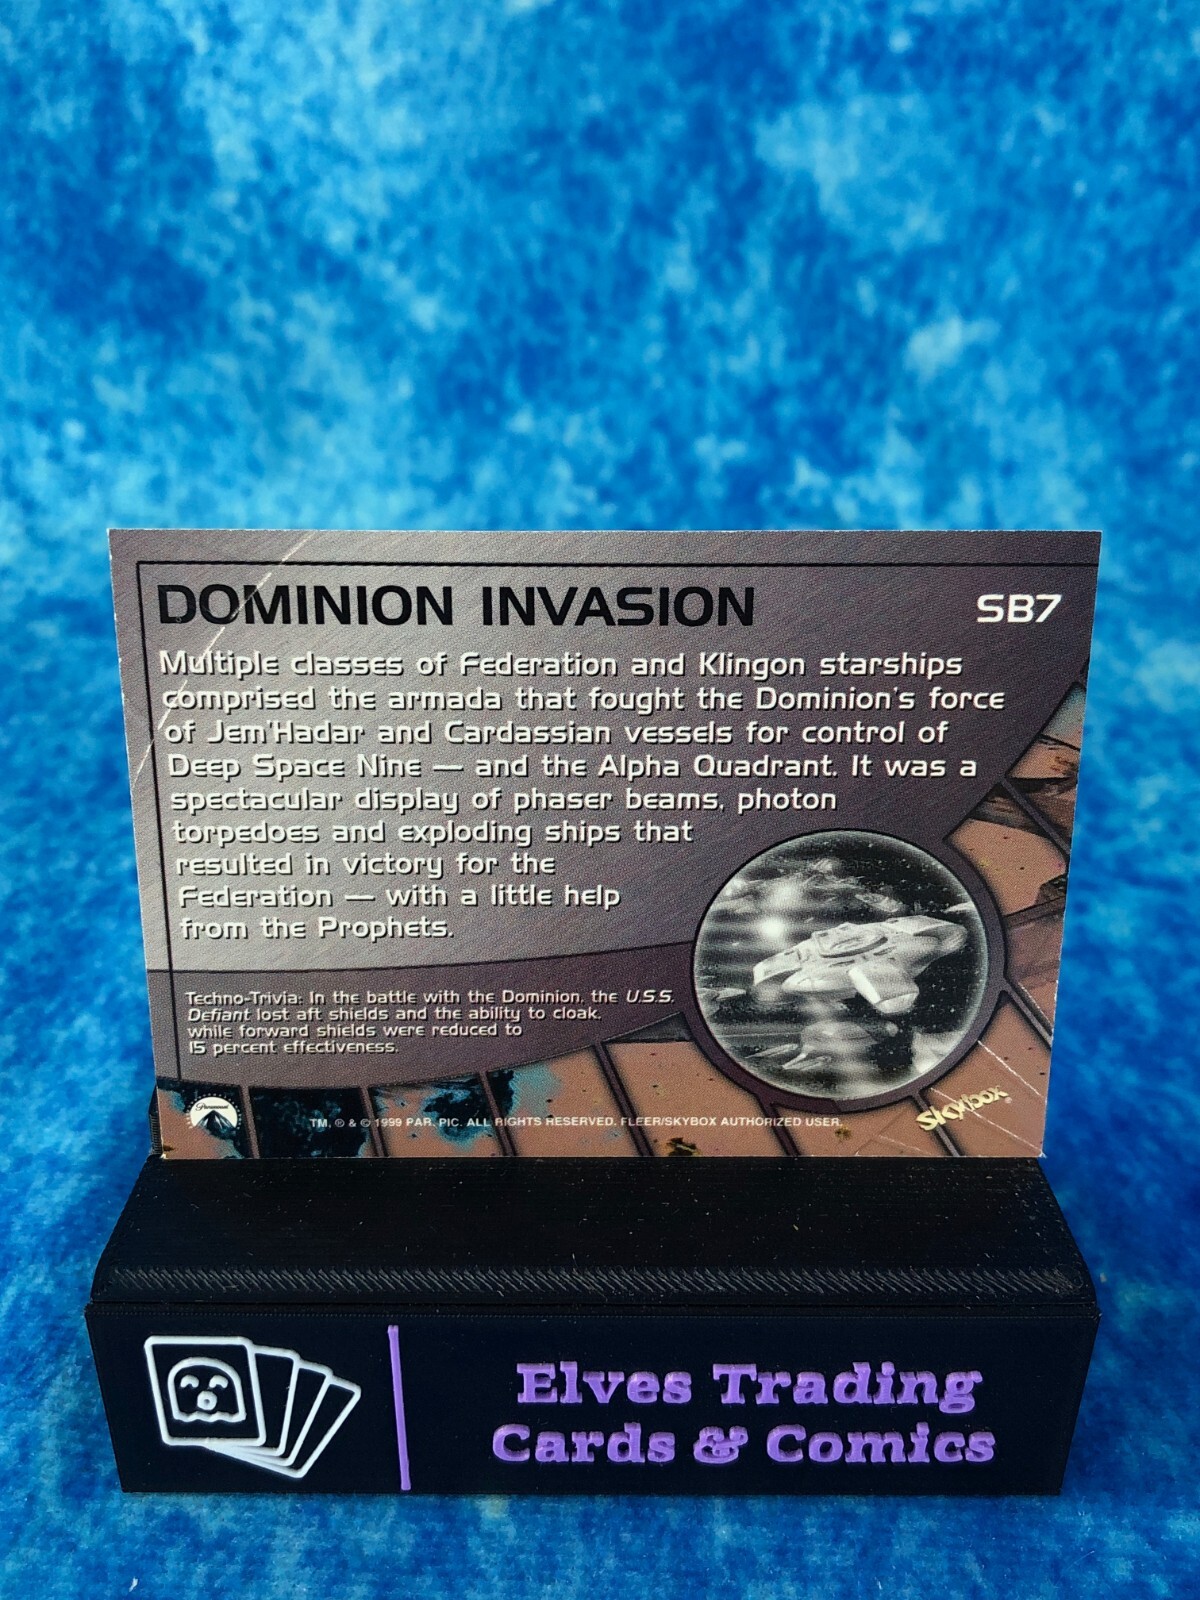 DOMINION INVASION
SB7
Multiple classes of Federation and Klingon starships
comprised the armada that fought the Dominion's force
of Jem'Hadar and Cardassian vessels for control of
Deep Space Nine — and the Alpha Quadrant. It was a
spectacular display of phaser beams, photon
torpedoes and exploding ships that
resulted in victory for the
Federation — with a little help
from the Prophets.
Techno-Trivia: In the battle with the Dominion, the U.S.S.
Defiant lost aft shields and the ability to cloak,
while forward shields were reduced to
15 percent effectiveness.
Paramount
TM, ® & © 1999 PAR. PIC. ALL RIGHTS RESERVED. FLEER/SKYBOX AUTHORIZED USER.
Skybox®
Elves Trading
Cards & Comics